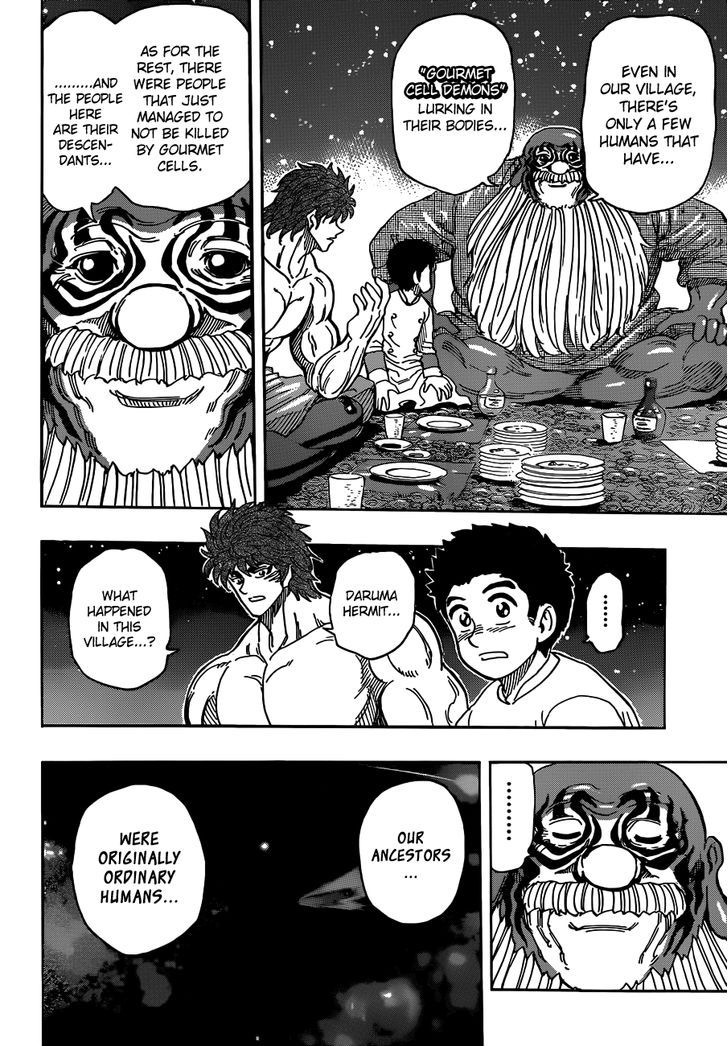 EVEN IN
OUR VILLAGE,
THERE'S
ONLY A FEW
HUMANS THAT
HAVE...
"GOURMET
CELL DEMONS"
LURKING IN
THEIR BODIES...
AS FOR THE
REST, THERE
WERE PEOPLE
THAT JUST
MANAGED TO
NOT BE KILLED
BY GOURMET
CELLS.
.........AND
THE PEOPLE
HERE
ARE THEIR
DESCEN-
DANTS...
......
DARUMA
HERMIT...
WHAT
HAPPENED
IN THIS
VILLAGE...?
.......
OUR
ANCESTORS
...
WERE
ORIGINALLY
ORDINARY
HUMANS...